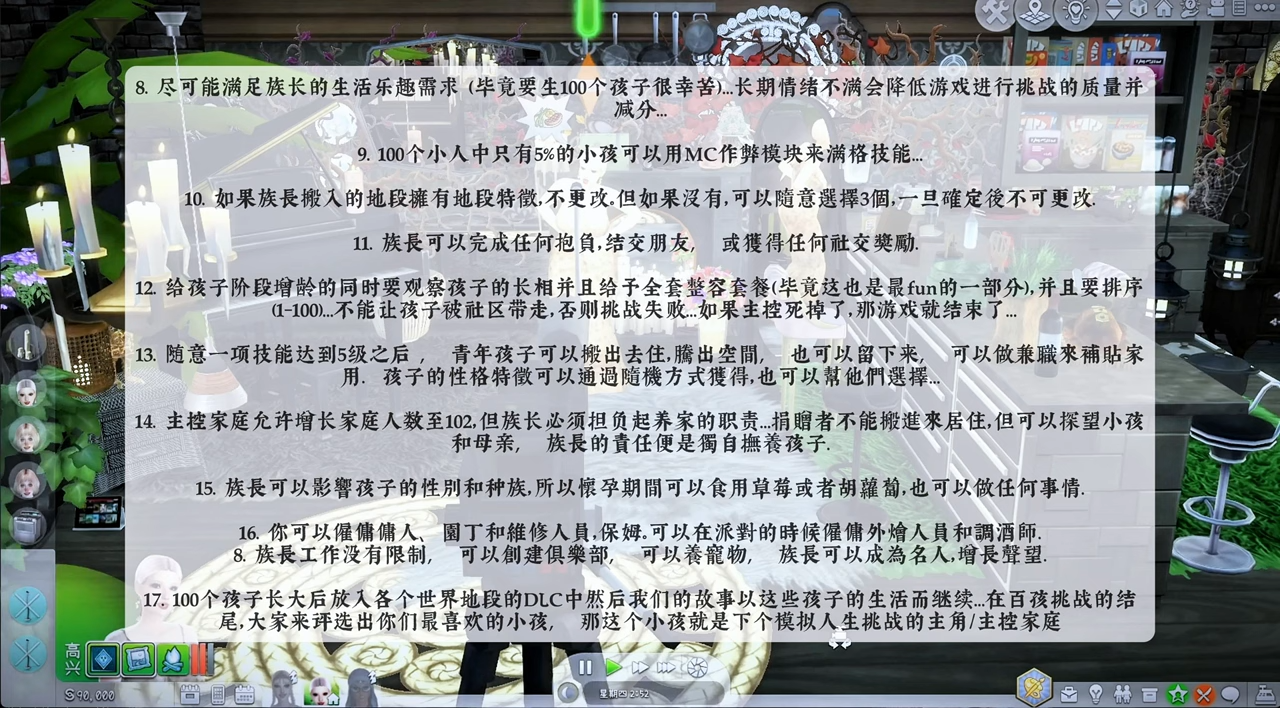 8. 尽可能满足族长的生活乐趣需求 (毕竟要生100个孩子很幸苦)...长期情绪不满会降低游戏进行挑战的质量并
减分...
9. 100个小人中只有5%的小孩可以用MC作弊模块来满格技能...
10. 如果族長搬入的地段擁有地段特徵,不更改。但如果沒有,可以隨意選擇3個,一旦確定後不可更改.
11. 族長可以完成任何抱負,结交朋友, 或獲得任何社交獎勵.
12. 给孩子阶段增龄的同时要观察孩子的长相并且给予全套整容套餐(毕竟这也是最fun的一部分),并且要排序
(1-100)...不能让孩子被社区带走,否则挑战失败...如果主控死掉了,那游戏就结束了...
13. 随意一项技能达到5级之后 , 青年孩子可以搬出去住,騰出空間, 也可以留下来, 可以做兼職來補貼家
用. 孩子的性格特徵可以通過隨機方式獲得,也可以幫他們選擇...
14. 主控家庭允许增长家庭人数至102,但族长必须担负起养家的职责...捐贈者不能搬進來居住,但可以探望小孩
和母亲, 族長的責任便是獨自撫養孩子.
15. 族長可以影響孩子的性別和种族,所以懷孕期間可以食用草莓或者胡蘿蔔,也可以做任何事情.
16. 你可以僱傭傭人、園丁和維修人員,保姆。可以在派對的時候僱傭外燴人員和調酒師.
8. 族長工作没有限制, 可以創建俱樂部, 可以養寵物, 族長可以成為名人,增長聲望.
17. 100个孩子长大后放入各个世界地段的DLC中然后我们的故事以这些孩子的生活而继续...在百孩挑战的结
尾,大家来评选出你们最喜欢的小孩, 那这个小孩就是下个模拟人生挑战的主角/主控家庭
高兴
§90,000
星期四 2:52